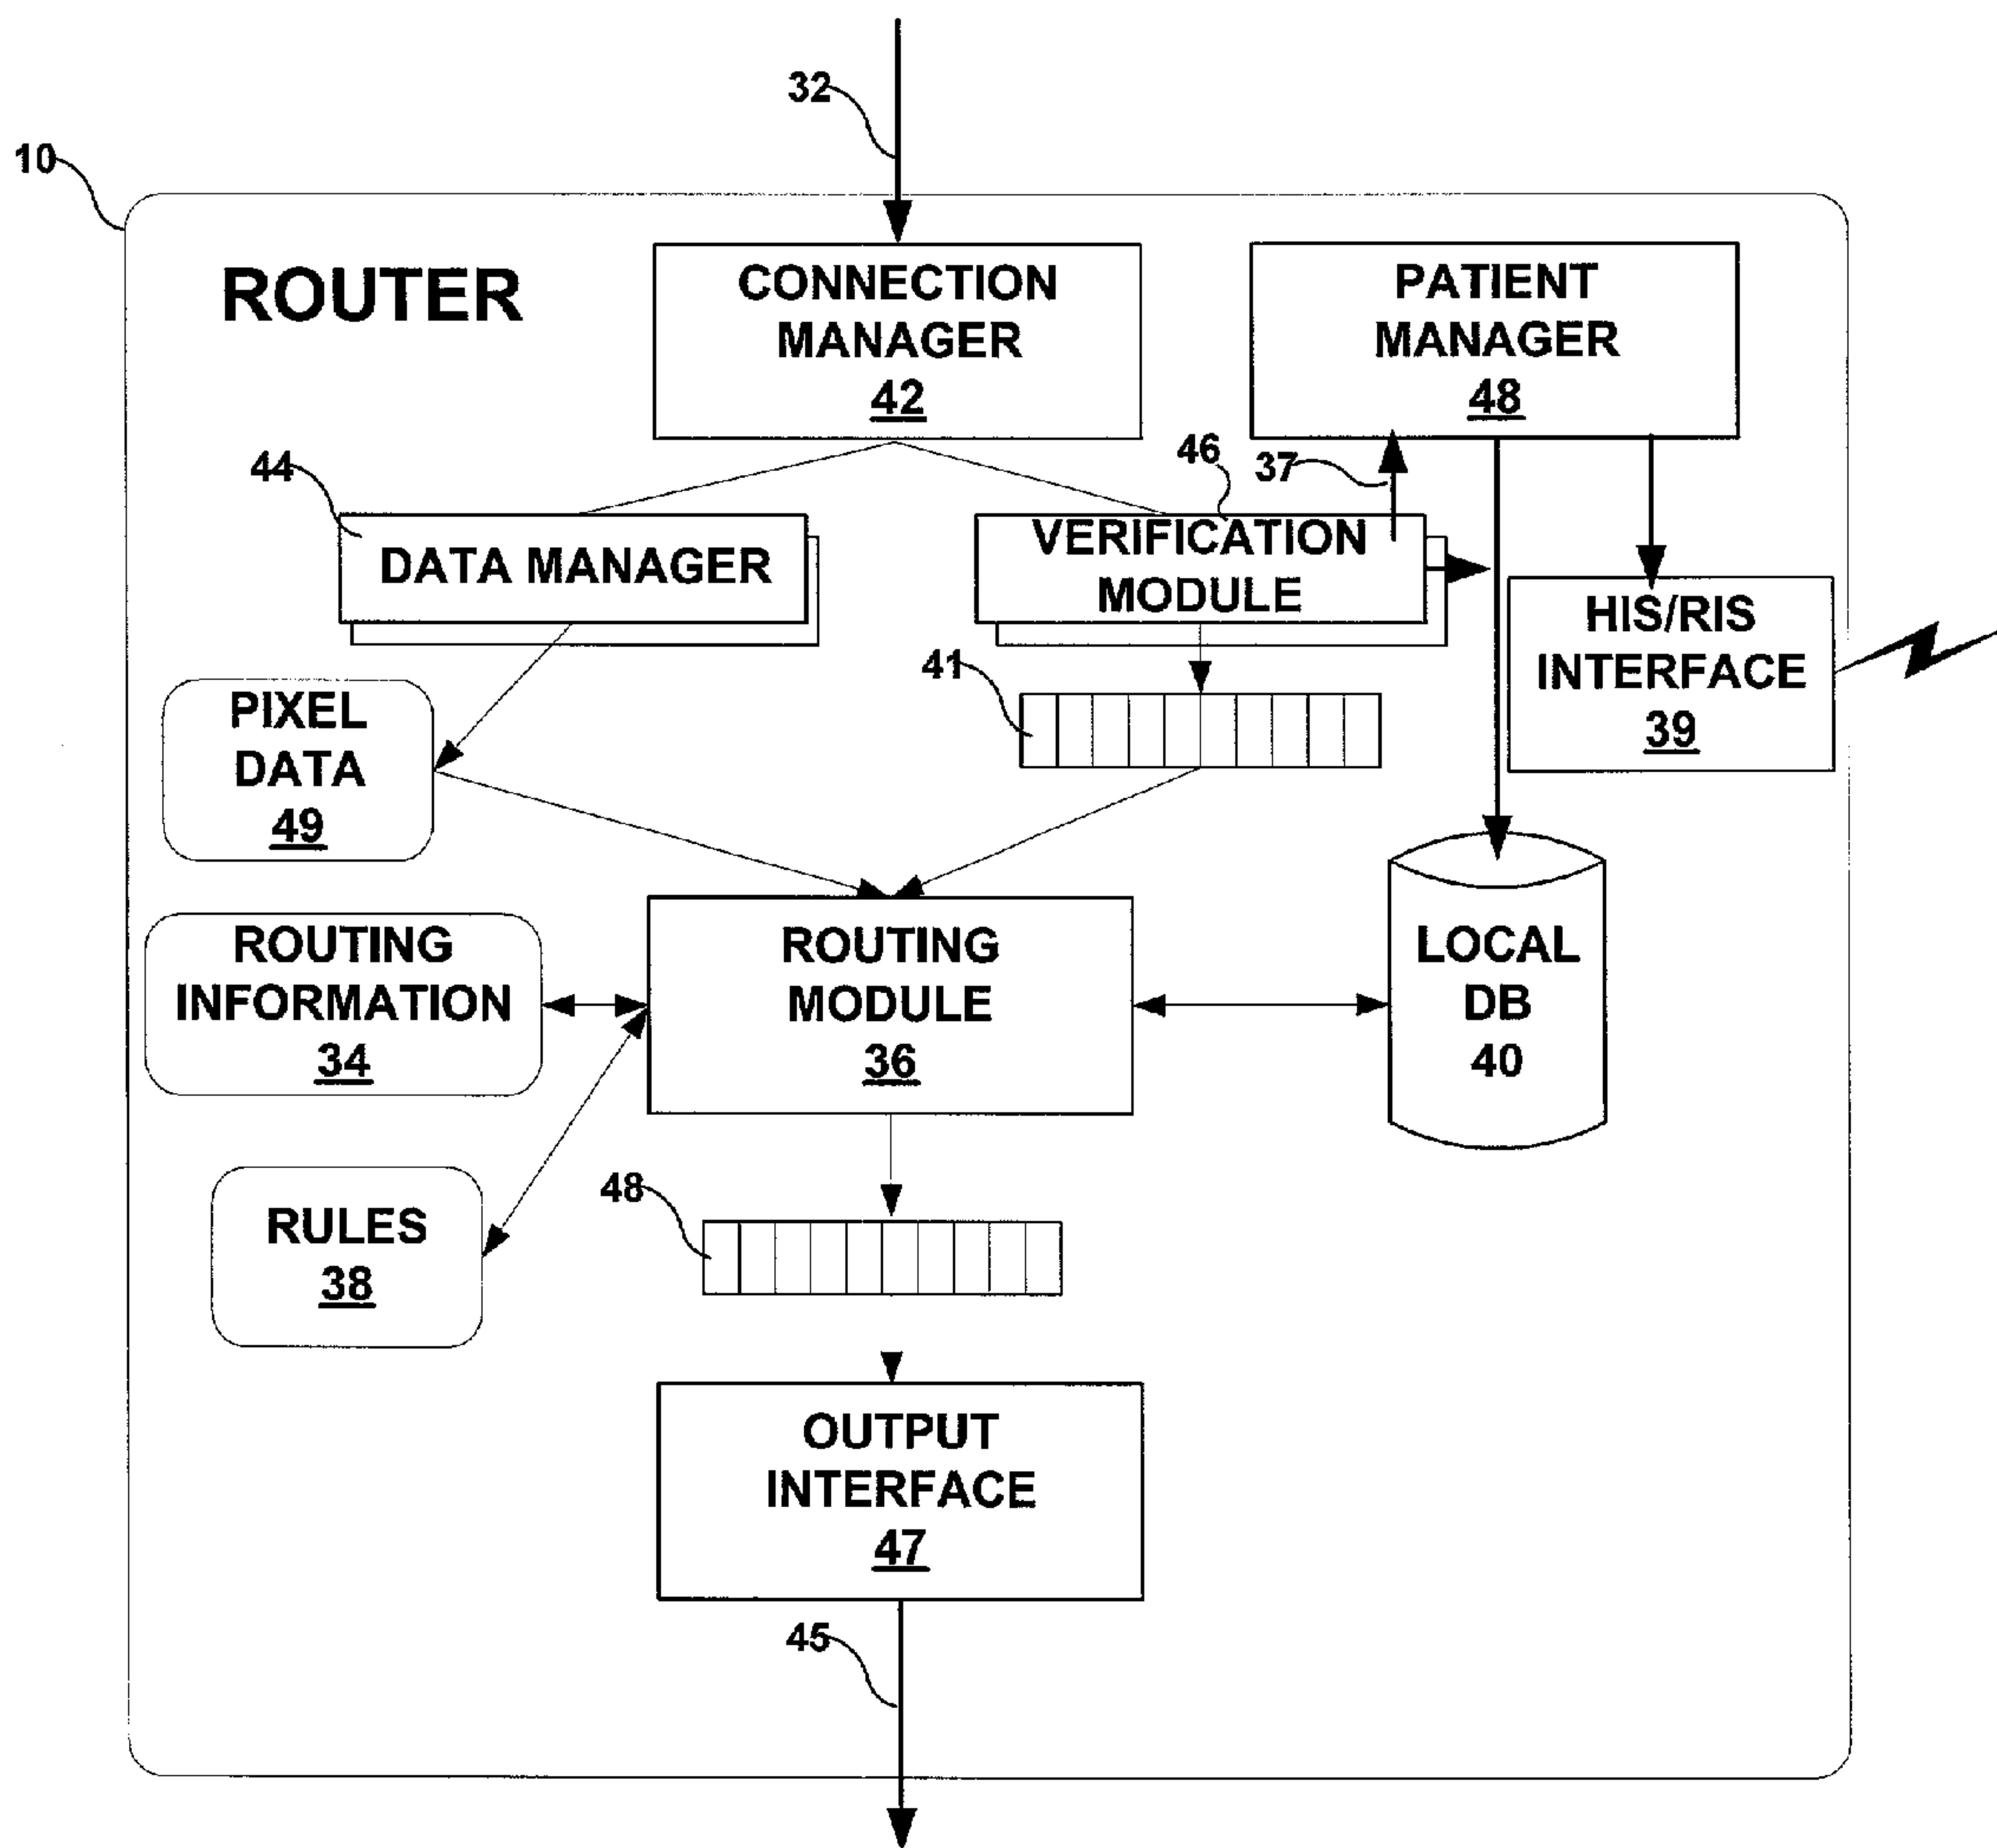 32
10
ROUTER
CONNECTION
MANAGER
42
PATIENT
MANAGER
48
44
46
37
DATA MANAGER
VERIFICATION
MODULE
41
HIS/RIS
INTERFACE
39
PIXEL
DATA
49
ROUTING
INFORMATION
34
ROUTING
MODULE
36
LOCAL
DB
40
48
RULES
38
OUTPUT
INTERFACE
47
45